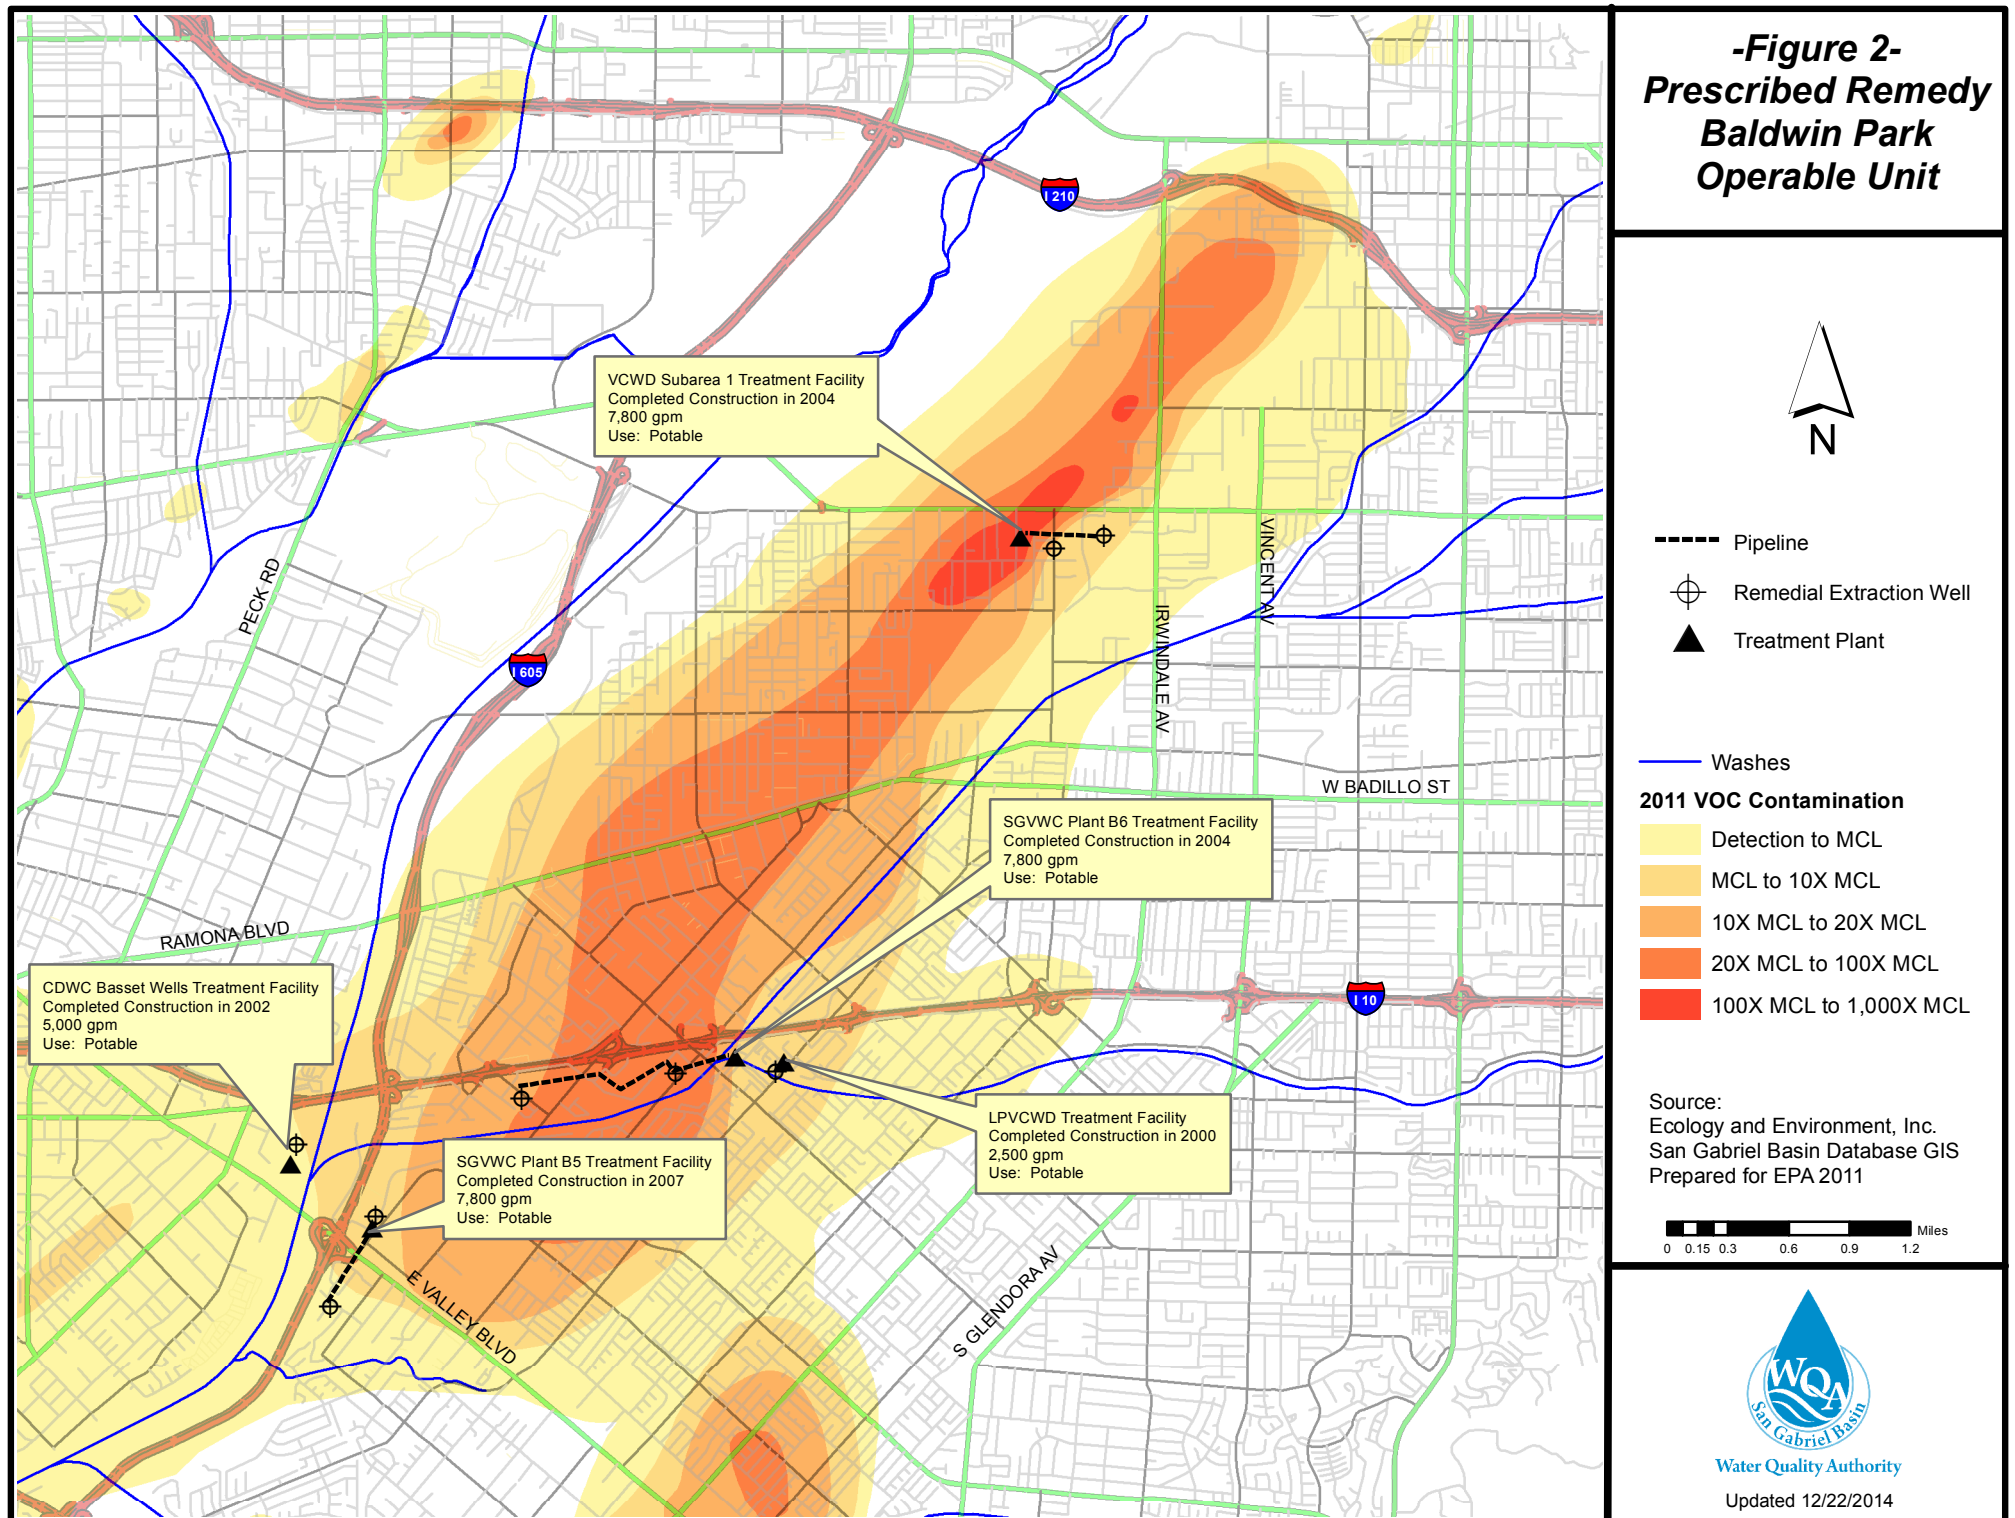 -Figure 2-
Prescribed Remedy
Baldwin Park
Operable Unit
I 210
VCWD Subarea 1 Treatment Facility
Completed Construction in 2004
7,800 gpm
Use: Potable
PECK RD
I 605
VINCENT AV
IRWINDALE AV
W BADILLO ST
SGVWC Plant B6 Treatment Facility
Completed Construction in 2004
7,800 gpm
Use: Potable
RAMONA BLVD
CDWC Basset Wells Treatment Facility
Completed Construction in 2002
5,000 gpm
Use: Potable
I 10
LPVCWD Treatment Facility
Completed Construction in 2000
2,500 gpm
Use: Potable
SGVWC Plant B5 Treatment Facility
Completed Construction in 2007
7,800 gpm
Use: Potable
E VALLEY BLVD
S GLENDORA AV
N
Pipeline
Remedial Extraction Well
Treatment Plant
Washes
2011 VOC Contamination
Detection to MCL
MCL to 10X MCL
10X MCL to 20X MCL
20X MCL to 100X MCL
100X MCL to 1,000X MCL
Source:
Ecology and Environment, Inc.
San Gabriel Basin Database GIS
Prepared for EPA 2011
Miles
0 0.15 0.3 0.6 0.9 1.2
WQA
San Gabriel Basin
Water Quality Authority
Updated 12/22/2014